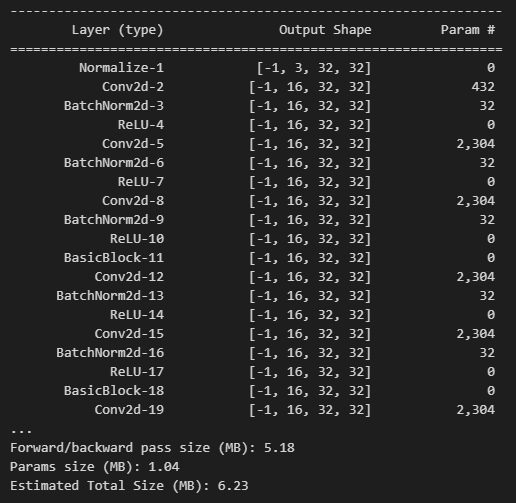 ----------------------------------------------------------------
        Layer (type)               Output Shape         Param #
================================================================
         Normalize-1            [-1, 3, 32, 32]               0
            Conv2d-2           [-1, 16, 32, 32]             432
       BatchNorm2d-3           [-1, 16, 32, 32]              32
              ReLU-4           [-1, 16, 32, 32]               0
            Conv2d-5           [-1, 16, 32, 32]           2,304
       BatchNorm2d-6           [-1, 16, 32, 32]              32
              ReLU-7           [-1, 16, 32, 32]               0
            Conv2d-8           [-1, 16, 32, 32]           2,304
       BatchNorm2d-9           [-1, 16, 32, 32]              32
             ReLU-10           [-1, 16, 32, 32]               0
       BasicBlock-11           [-1, 16, 32, 32]               0
           Conv2d-12           [-1, 16, 32, 32]           2,304
      BatchNorm2d-13           [-1, 16, 32, 32]              32
             ReLU-14           [-1, 16, 32, 32]               0
           Conv2d-15           [-1, 16, 32, 32]           2,304
      BatchNorm2d-16           [-1, 16, 32, 32]              32
             ReLU-17           [-1, 16, 32, 32]               0
       BasicBlock-18           [-1, 16, 32, 32]               0
           Conv2d-19           [-1, 16, 32, 32]           2,304
...
Forward/backward pass size (MB): 5.18
Params size (MB): 1.04
Estimated Total Size (MB): 6.23